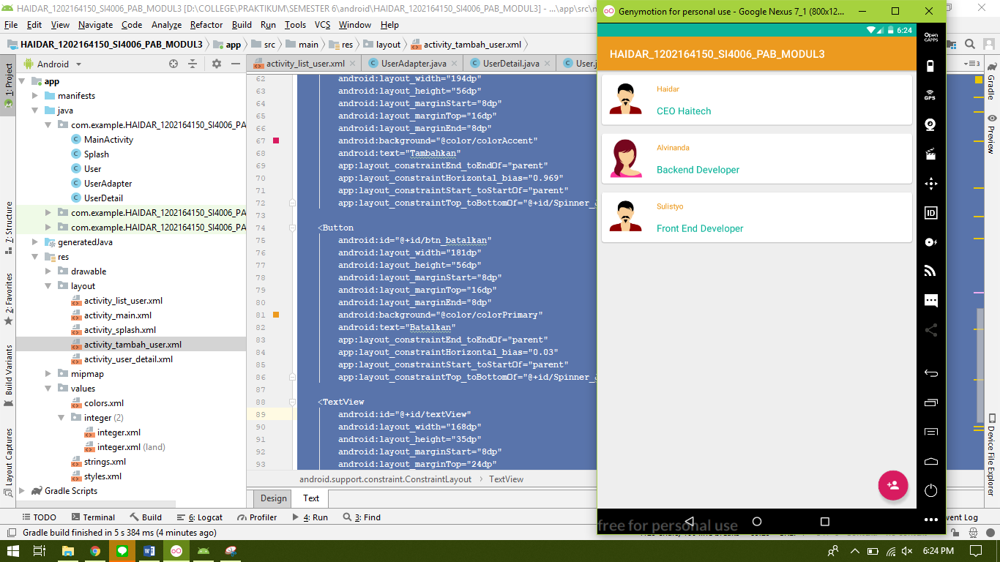 HAIDAR_1202164150_SI4006_PAB_MODUL3 [D:\COLLEGE\PRAKTIKUM\SEMESTER 6\android\HAIDAR_1202164150_SI4006_PAB_MODUL3] - ...\app\src\
File Edit View Navigate Code Analyze Refactor Build Run Tools VCS Window Help
HAIDAR_1202164150_SI4006_PAB_MODUL3 app src main res layout activity_tambah_user.xml
Android
activity_list_user.xml UserAdapter.java UserDetail.java User.j
1: Project
7: Structure
2: Favorites
Build Variants
Layout Captures
app
manifests
java
com.example.HAIDAR_1202164150_SI4006_PA
MainActivity
Splash
User
UserAdapter
UserDetail
com.example.HAIDAR_1202164150_SI4006_PA
com.example.HAIDAR_1202164150_SI4006_PA
generatedJava
res
drawable
layout
activity_list_user.xml
activity_main.xml
activity_splash.xml
activity_tambah_user.xml
activity_user_detail.xml
mipmap
values
colors.xml
integer (2)
integer.xml
integer.xml (land)
strings.xml
styles.xml
Gradle Scripts
62 android:layout_width="194dp"
63 android:layout_height="56dp"
64 android:layout_marginStart="8dp"
65 android:layout_marginTop="16dp"
66 android:layout_marginEnd="8dp"
67 android:background="@color/colorAccent"
68 android:text="Tambahkan"
69 app:layout_constraintEnd_toEndOf="parent"
70 app:layout_constraintHorizontal_bias="0.969"
71 app:layout_constraintStart_toStartOf="parent"
72 app:layout_constraintTop_toBottomOf="@+id/Spinner_
73
74 <Button
75 android:id="@+id/btn_batalkan"
76 android:layout_width="181dp"
77 android:layout_height="56dp"
78 android:layout_marginStart="8dp"
79 android:layout_marginTop="16dp"
80 android:layout_marginEnd="8dp"
81 android:background="@color/colorPrimary"
82 android:text="Batalkan"
83 app:layout_constraintEnd_toEndOf="parent"
84 app:layout_constraintHorizontal_bias="0.03"
85 app:layout_constraintStart_toStartOf="parent"
86 app:layout_constraintTop_toBottomOf="@+id/Spinner_
87
88 <TextView
89 android:id="@+id/textView"
90 android:layout_width="168dp"
91 android:layout_height="35dp"
92 android:layout_marginStart="8dp"
93 android:layout_marginTop="24dp"
android.support.constraint.ConstraintLayout TextView
Design Text
Genymotion for personal use - Google Nexus 7_1 (800x12...
6:24
HAIDAR_1202164150_SI4006_PAB_MODUL3
Haidar
CEO Haitech
Alvinanda
Backend Developer
Sulistyo
Front End Developer
free for personal use
Open
GAPPS
GPS
ID
3
Gradle
Preview
Device File Explorer
TODO Terminal Build 6: Logcat Profiler 4: Run 3: Find vent Log
Gradle build finished in 5 s 384 ms (4 minutes ago)
6:24 PM